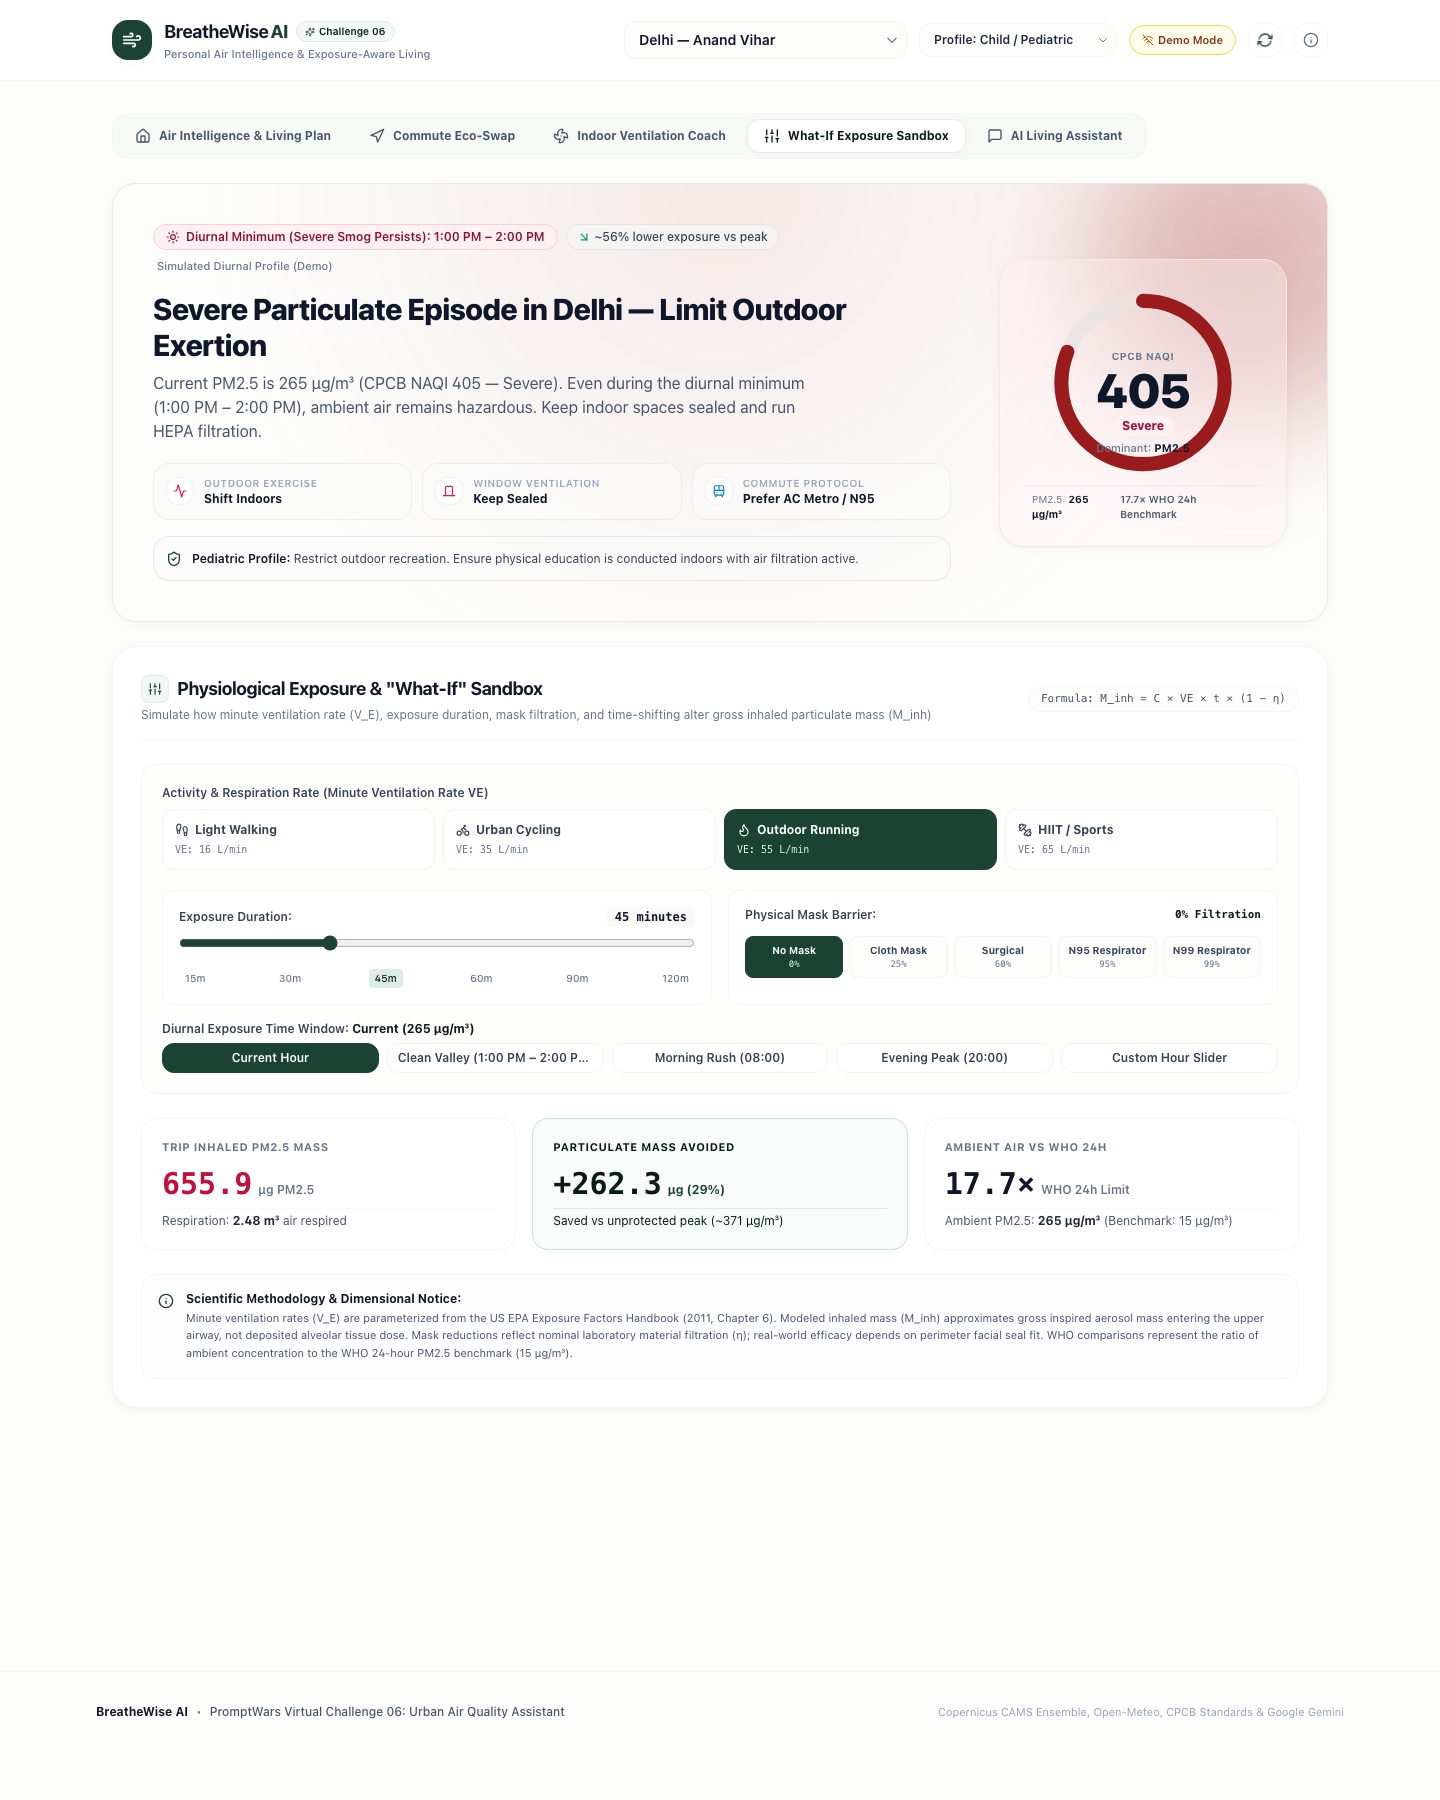 BreatheWise AI
Challenge 06
Personal Air Intelligence & Exposure-Aware Living
Delhi — Anand Vihar
Profile: Child / Pediatric
Demo Mode
Air Intelligence & Living Plan
Commute Eco-Swap
Indoor Ventilation Coach
What-If Exposure Sandbox
AI Living Assistant
Diurnal Minimum (Severe Smog Persists): 1:00 PM – 2:00 PM
~56% lower exposure vs peak
Simulated Diurnal Profile (Demo)
Severe Particulate Episode in Delhi — Limit Outdoor
Exertion
Current PM2.5 is 265 µg/m³ (CPCB NAQI 405 — Severe). Even during the diurnal minimum
(1:00 PM – 2:00 PM), ambient air remains hazardous. Keep indoor spaces sealed and run
HEPA filtration.
OUTDOOR EXERCISE
Shift Indoors
WINDOW VENTILATION
Keep Sealed
COMMUTE PROTOCOL
Prefer AC Metro / N95
Pediatric Profile: Restrict outdoor recreation. Ensure physical education is conducted indoors with air filtration active.
CPCB NAQI
405
Severe
Dominant: PM2.5
PM2.5: 265
µg/m³
17.7× WHO 24h
Benchmark
Physiological Exposure & "What-If" Sandbox
Simulate how minute ventilation rate (V_E), exposure duration, mask filtration, and time-shifting alter gross inhaled particulate mass (M_inh)
Formula: M_inh = C × VE × t × (1 − η)
Activity & Respiration Rate (Minute Ventilation Rate VE)
Light Walking
VE: 16 L/min
Urban Cycling
VE: 35 L/min
Outdoor Running
VE: 55 L/min
HIIT / Sports
VE: 65 L/min
Exposure Duration:
45 minutes
15m
30m
45m
60m
90m
120m
Physical Mask Barrier:
0% Filtration
No Mask
0%
Cloth Mask
25%
Surgical
60%
N95 Respirator
95%
N99 Respirator
99%
Diurnal Exposure Time Window: Current (265 µg/m³)
Current Hour
Clean Valley (1:00 PM – 2:00 P...
Morning Rush (08:00)
Evening Peak (20:00)
Custom Hour Slider
TRIP INHALED PM2.5 MASS
655.9 µg PM2.5
Respiration: 2.48 m³ air respired
PARTICULATE MASS AVOIDED
+262.3 µg (29%)
Saved vs unprotected peak (~371 µg/m³)
AMBIENT AIR VS WHO 24H
17.7× WHO 24h Limit
Ambient PM2.5: 265 µg/m³ (Benchmark: 15 µg/m³)
Scientific Methodology & Dimensional Notice:
Minute ventilation rates (V_E) are parameterized from the US EPA Exposure Factors Handbook (2011, Chapter 6). Modeled inhaled mass (M_inh) approximates gross inspired aerosol mass entering the upper
airway, not deposited alveolar tissue dose. Mask reductions reflect nominal laboratory material filtration (η); real-world efficacy depends on perimeter facial seal fit. WHO comparisons represent the ratio of
ambient concentration to the WHO 24-hour PM2.5 benchmark (15 µg/m³).
BreatheWise AI • PromptWars Virtual Challenge 06: Urban Air Quality Assistant
Copernicus CAMS Ensemble, Open-Meteo, CPCB Standards & Google Gemini